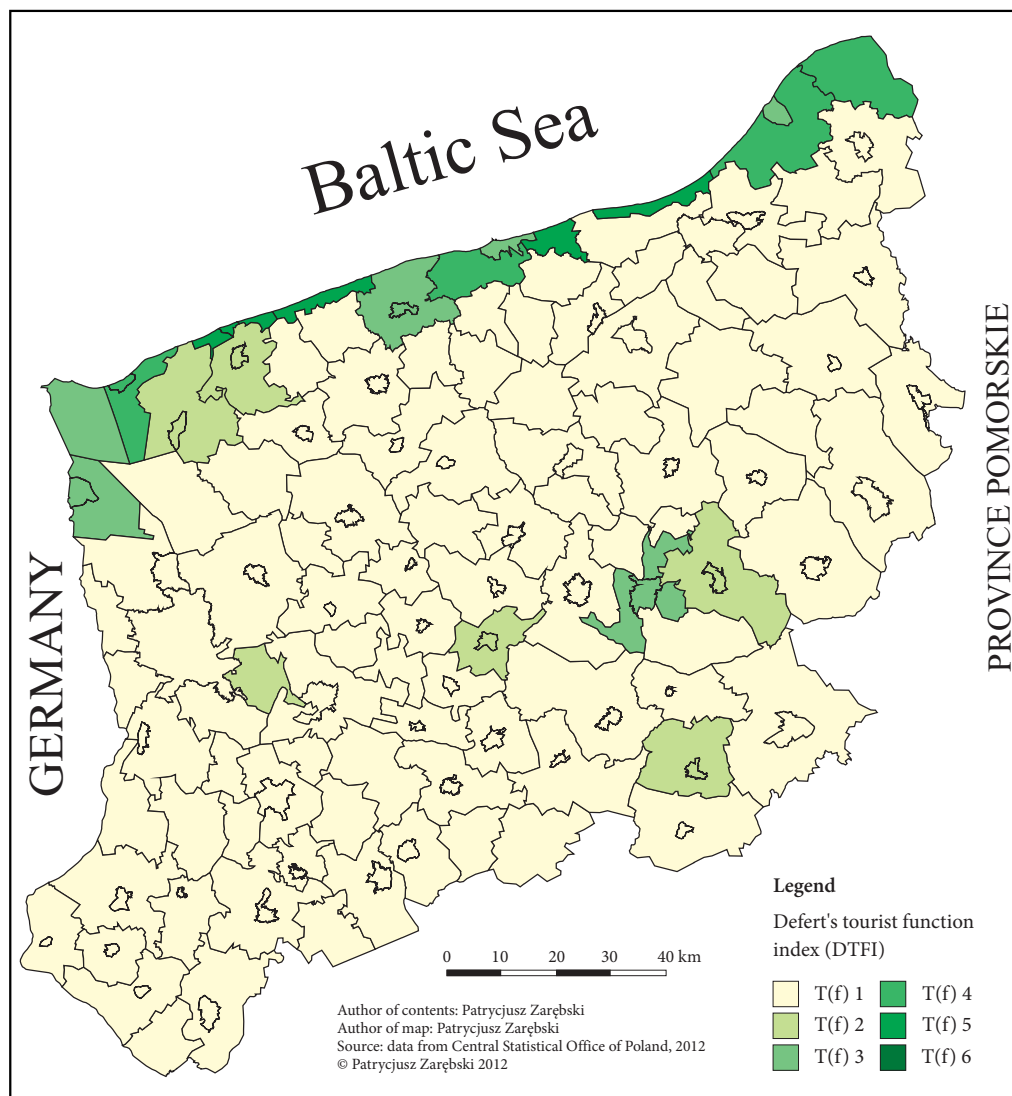 Baltic Sea
GERMANY
PROVINCE POMORSKIE
Legend
Defert's tourist function
index (DTFI)
T(f) 1
T(f) 4
T(f) 2
T(f) 5
T(f) 3
T(f) 6
0 10 20 30 40 km
Author of contents: Patrycjusz Zarębski
Author of map: Patrycjusz Zarębski
Source: data from Central Statistical Office of Poland, 2012
© Patrycjusz Zarębski 2012